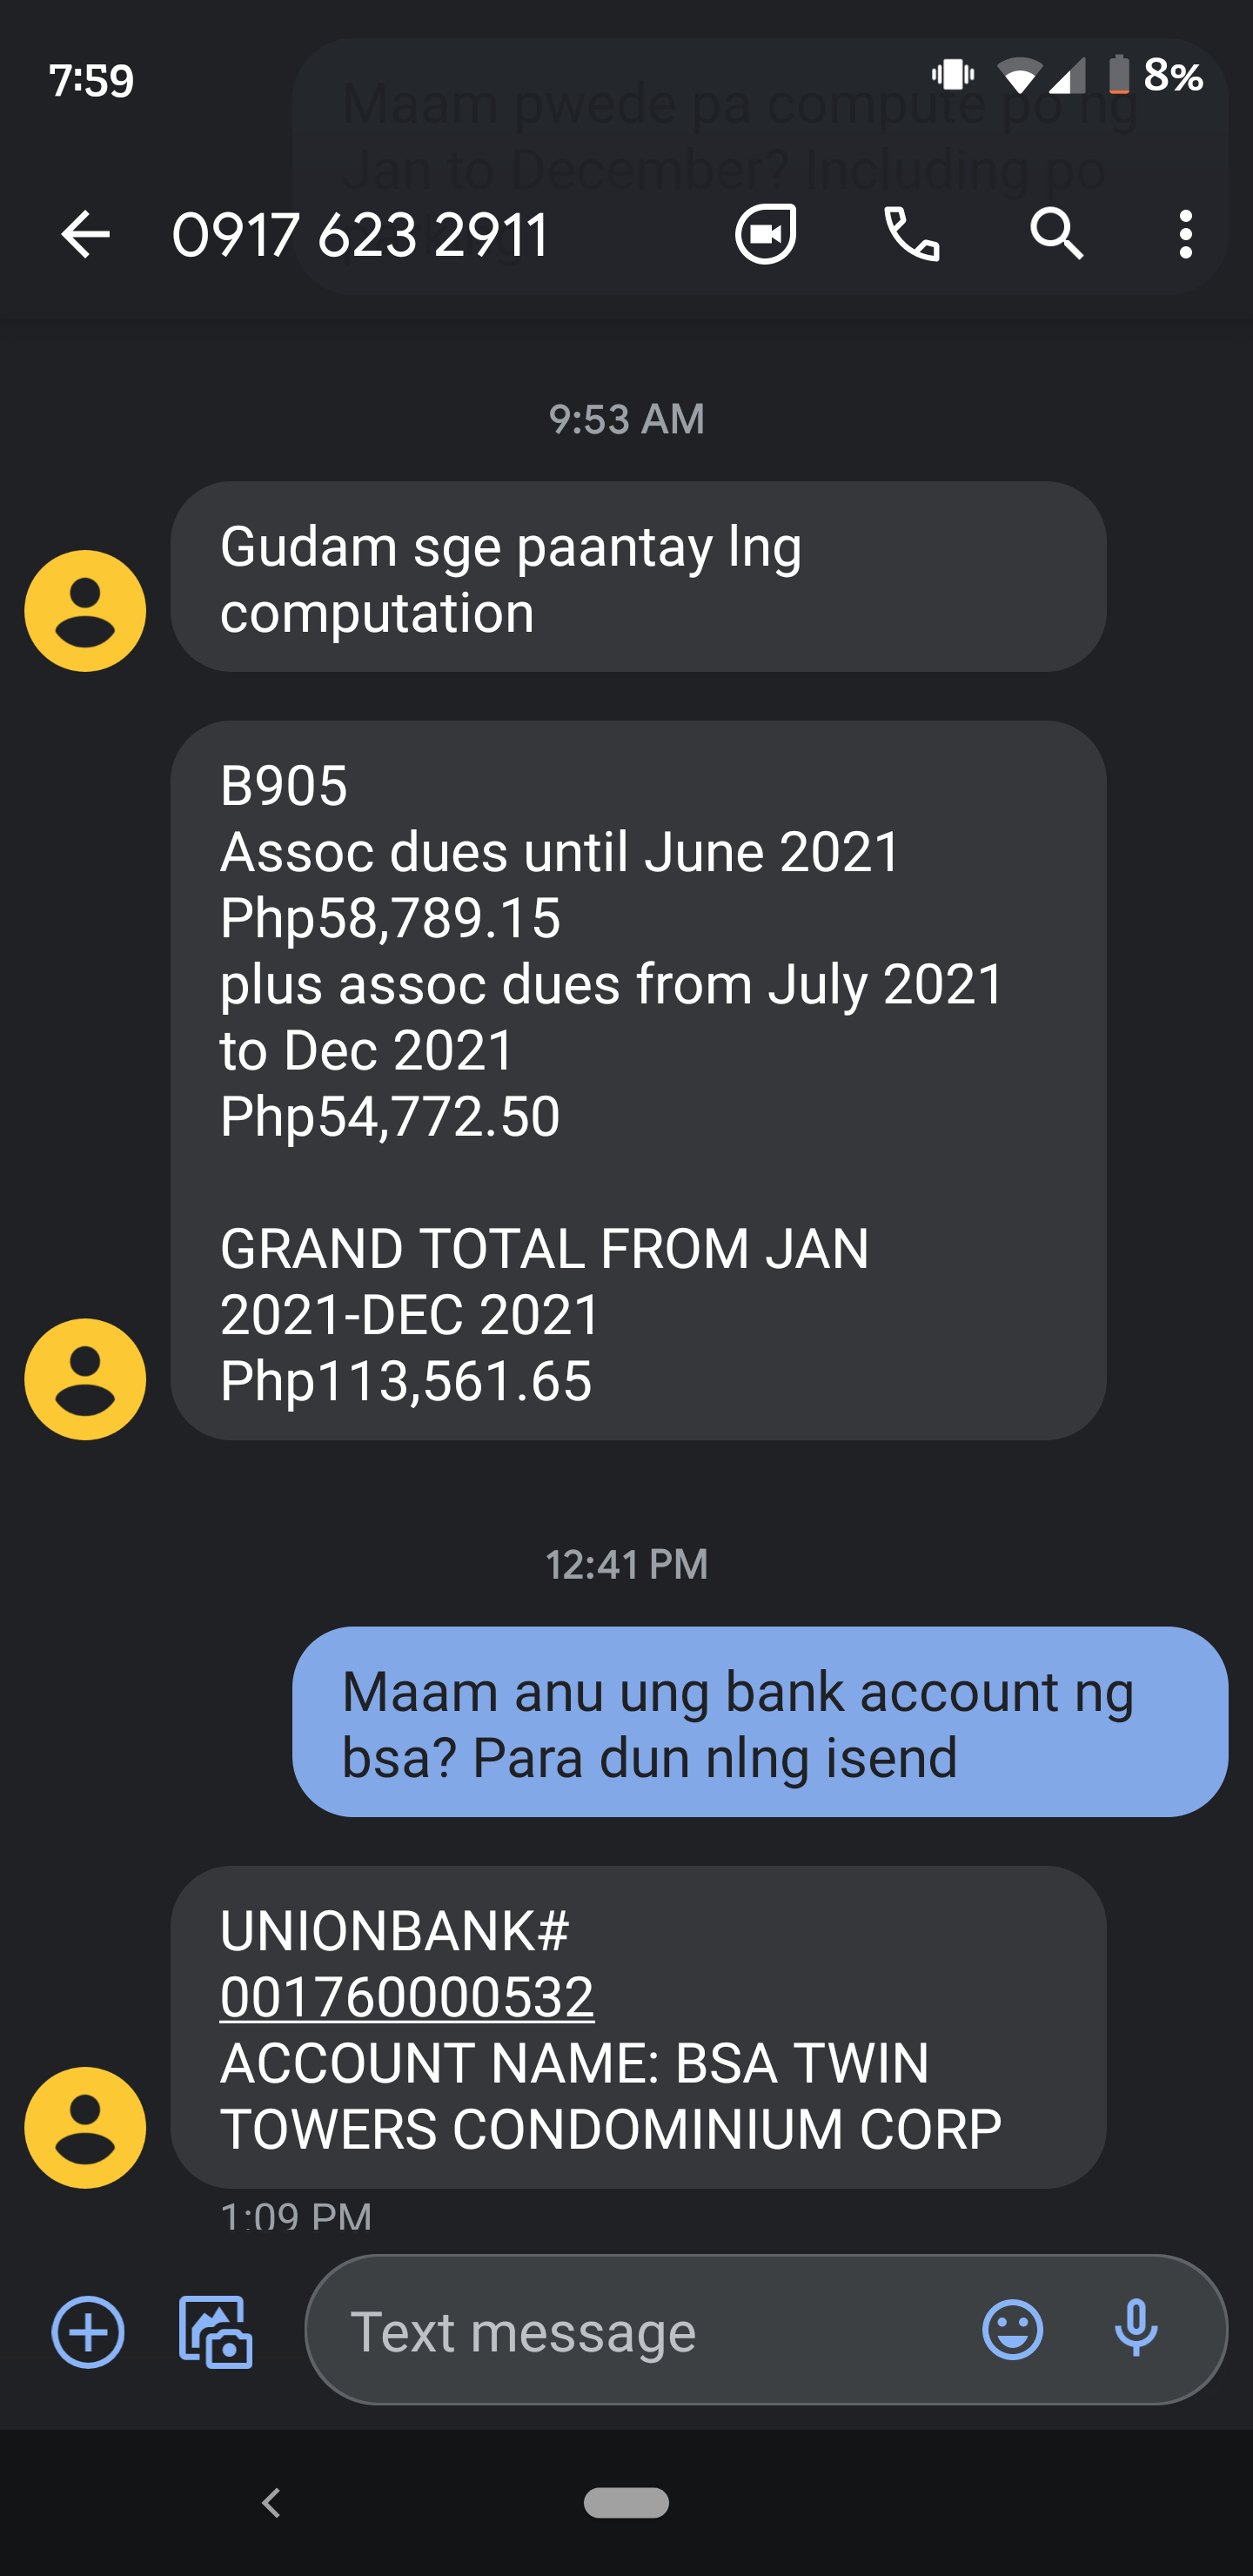 7:59
8%
Maam pwede pa compute po ng
Jan to December? Including po
0917 623 2911
9:53 AM
Gudam sge paantay lng
computation
B905
Assoc dues until June 2021
Php58,789.15
plus assoc dues from July 2021
to Dec 2021
Php54,772.50
GRAND TOTAL FROM JAN
2021-DEC 2021
Php113,561.65
12:41 PM
Maam anu ung bank account ng
bsa? Para dun nlng isend
UNIONBANK#
001760000532
ACCOUNT NAME: BSA TWIN
TOWERS CONDOMINIUM CORP
1:09 PM
Text message